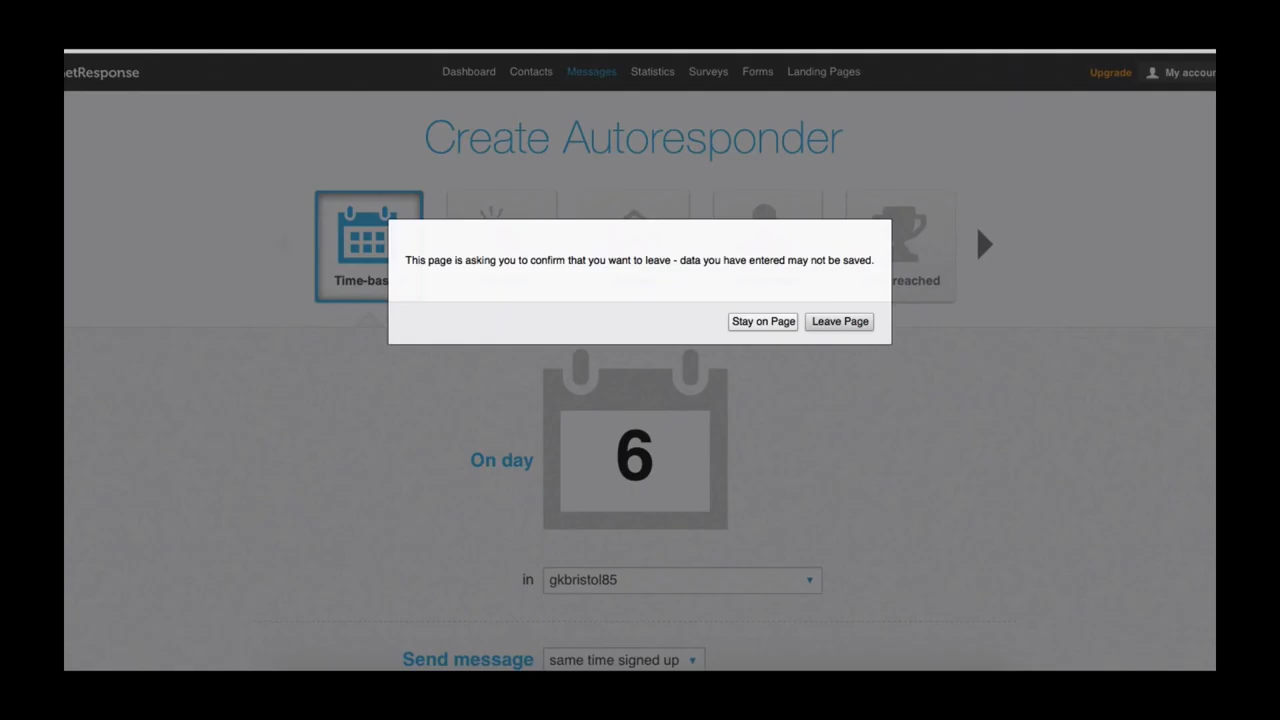 etResponse
Dashboard Contacts Messages Statistics Surveys Forms Landing Pages Upgrade My accour
Create Autoresponder
Time-bas reached
This page is asking you to confirm that you want to leave - data you have entered may not be saved.
Stay on Page Leave Page
On day 6
in gkbristol85
Send message same time signed up